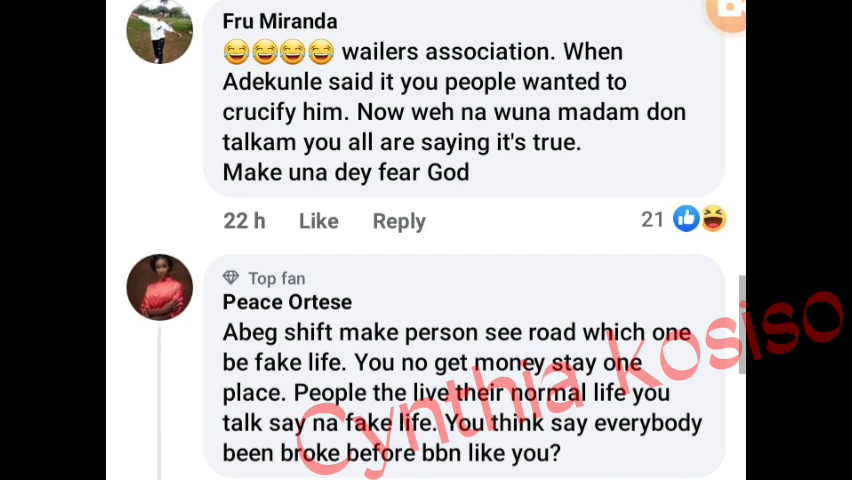 Fru Miranda
😂😂😂😂 wailers association. When
Adekunle said it you people wanted to
crucify him. Now weh na wuna madam don
talkam you all are saying it's true.
Make una dey fear God
22 h Like Reply 21
Top fan
Peace Ortese
Abeg shift make person see road which one
be fake life. You no get money stay one
place. People the live their normal life you
talk say na fake life. You think say everybody
been broke before bbn like you?
Cynthia kosiso